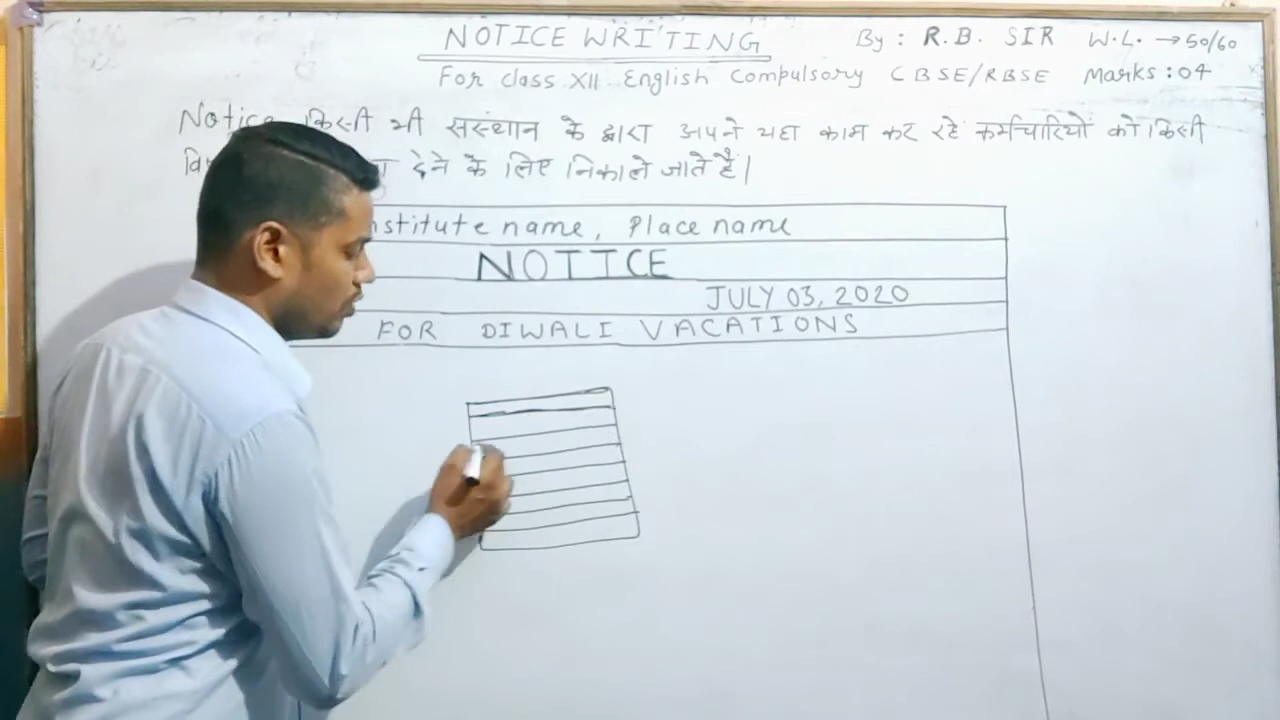 NOTICE WRITING By : R.B. SIR W.L. → 50/60
For class XII English Compulsory CBSE/RBSE Marks : 04
Notice किसी भी संस्थान के द्वारा अपने यहा काम कर रहे कर्मचारियों को किसी
देने के लिए निकाले जाते है।
nstitute name, Place name
NOTICE
JULY 03, 2020
FOR DIWALI VACATIONS